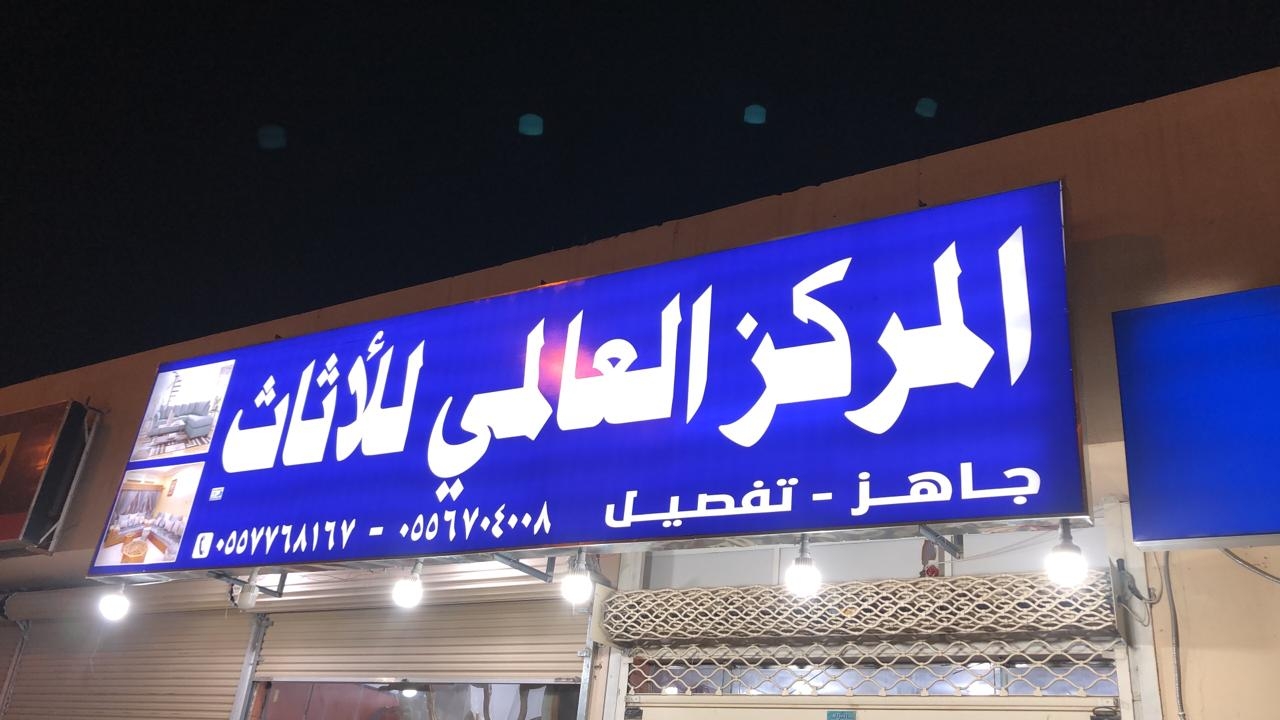 المركز العالمي للأثاث
جاهز - تفصيل
٠٥٥٧٧٦٨١٦٧ - ٠٥٥٦٧٠٤٠٠٨